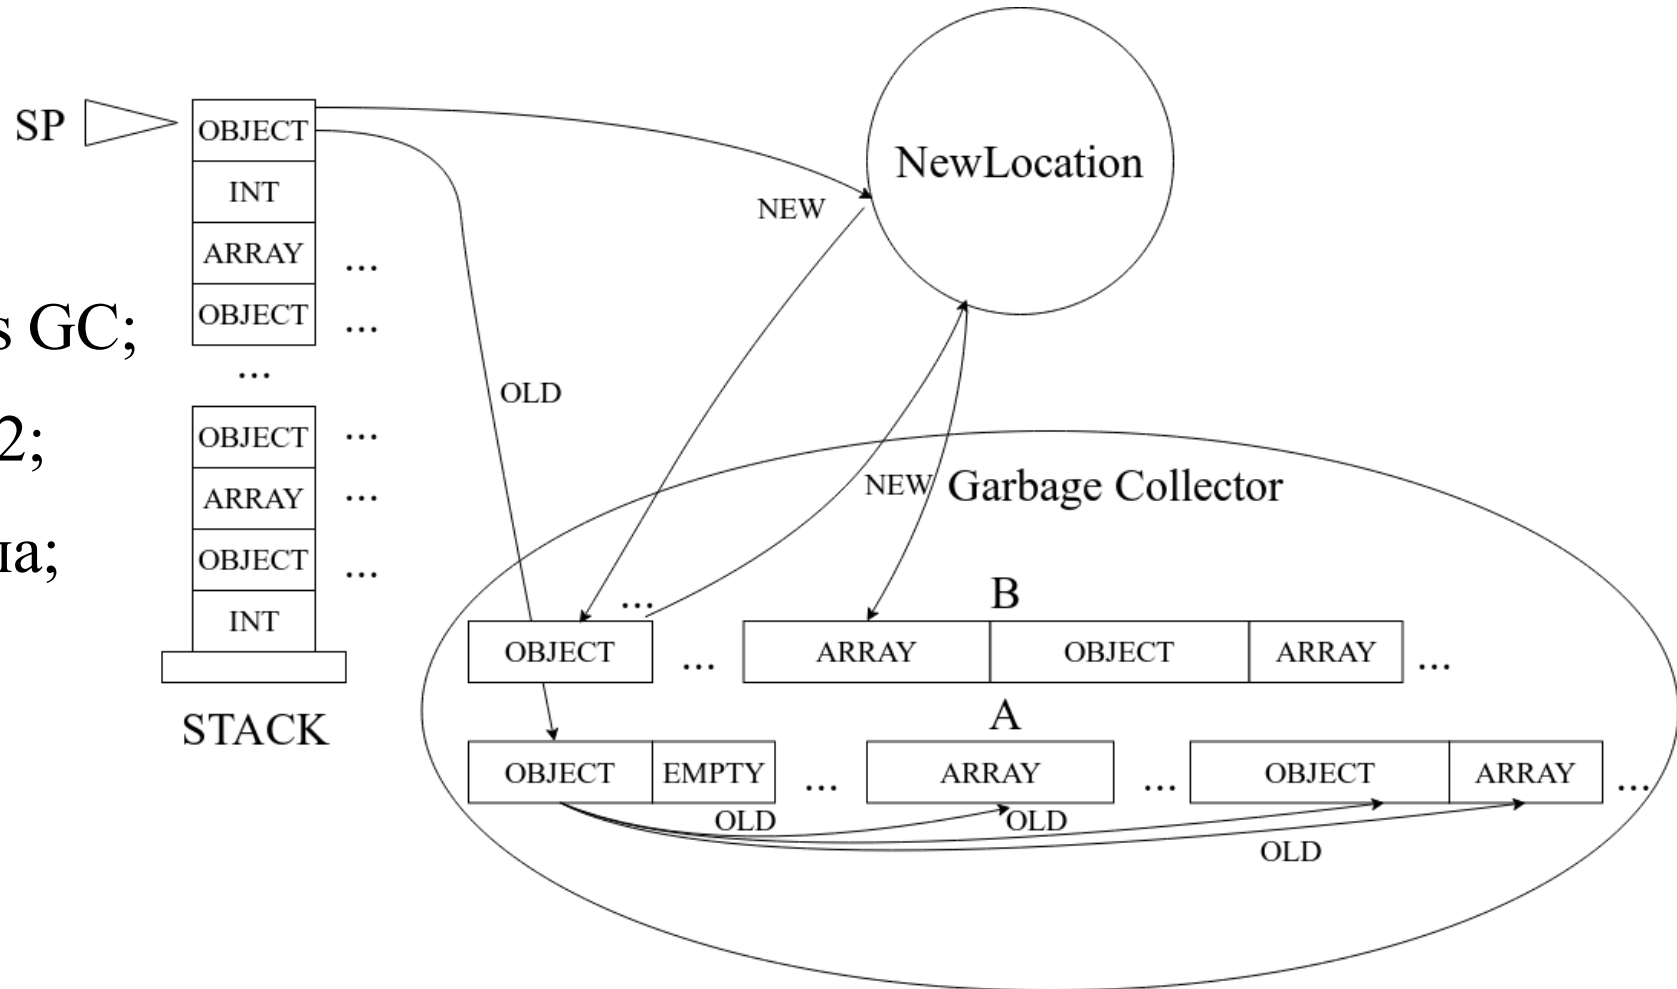 SP
OBJECT
INT
ARRAY ...
OBJECT ...
...
OBJECT ...
ARRAY ...
OBJECT ...
INT
STACK
s GC;
2;
ца;
NewLocation
NEW
OLD
NEW
Garbage Collector
...
B
OBJECT ... ARRAY OBJECT ARRAY ...
A
OBJECT EMPTY ... ARRAY ... OBJECT ARRAY ...
OLD OLD
OLD